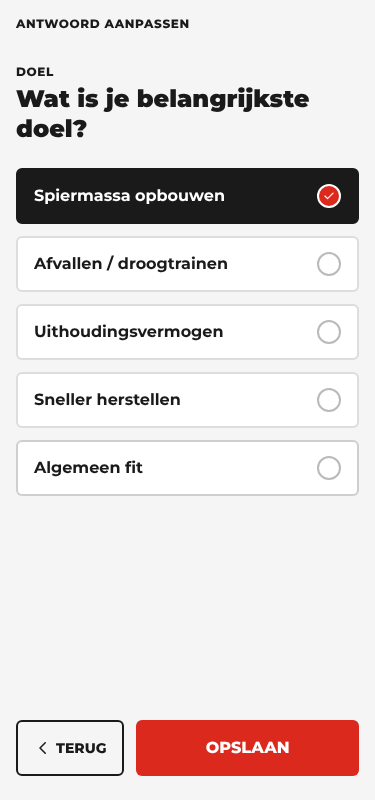 ANTWOORD AANPASSEN
DOEL
Wat is je belangrijkste
doel?
Spiermassa opbouwen
Afvallen / droogtrainen
Uithoudingsvermogen
Sneller herstellen
Algemeen fit
TERUG
OPSLAAN